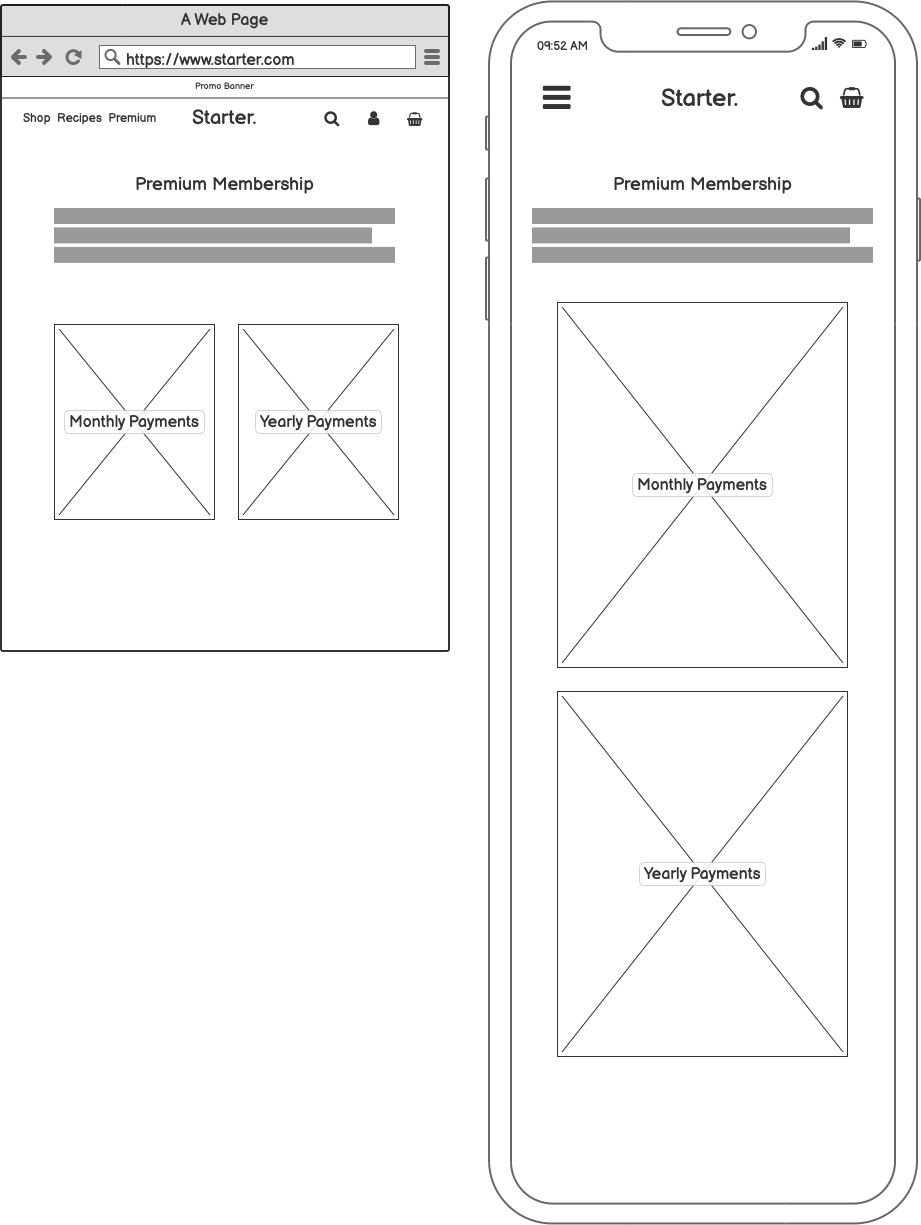 A Web Page
https://www.starter.com
Promo Banner
Shop Recipes Premium Starter.
Premium Membership
Monthly Payments Yearly Payments
09:52 AM
Starter.
Premium Membership
Monthly Payments
Yearly Payments